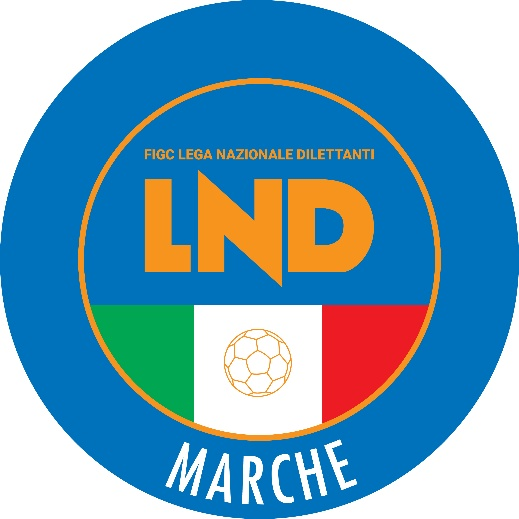 FIGC LEGA NAZIONALE DILETTANTI
LND
MARCHE